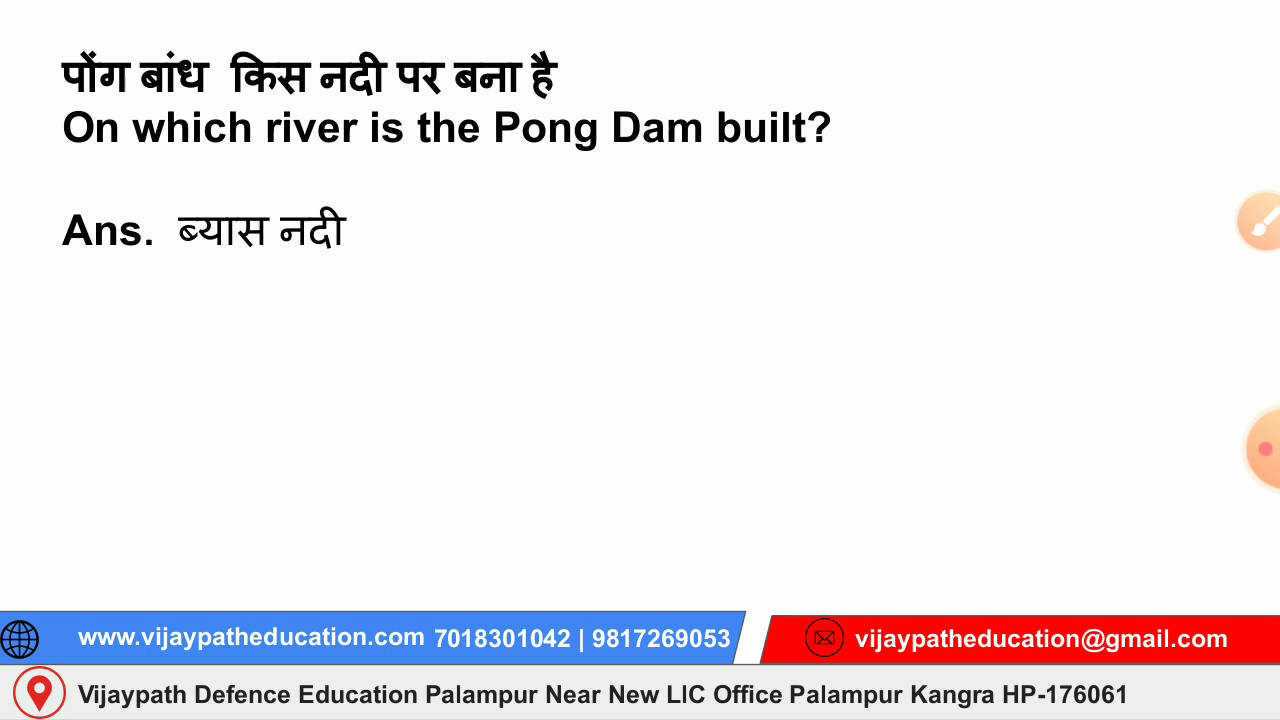 पोंग बांध किस नदी पर बना है
On which river is the Pong Dam built?
Ans. ब्यास नदी
www.vijaypatheducation.com 7018301042 | 9817269053
vijaypatheducation@gmail.com
Vijaypath Defence Education Palampur Near New LIC Office Palampur Kangra HP-176061